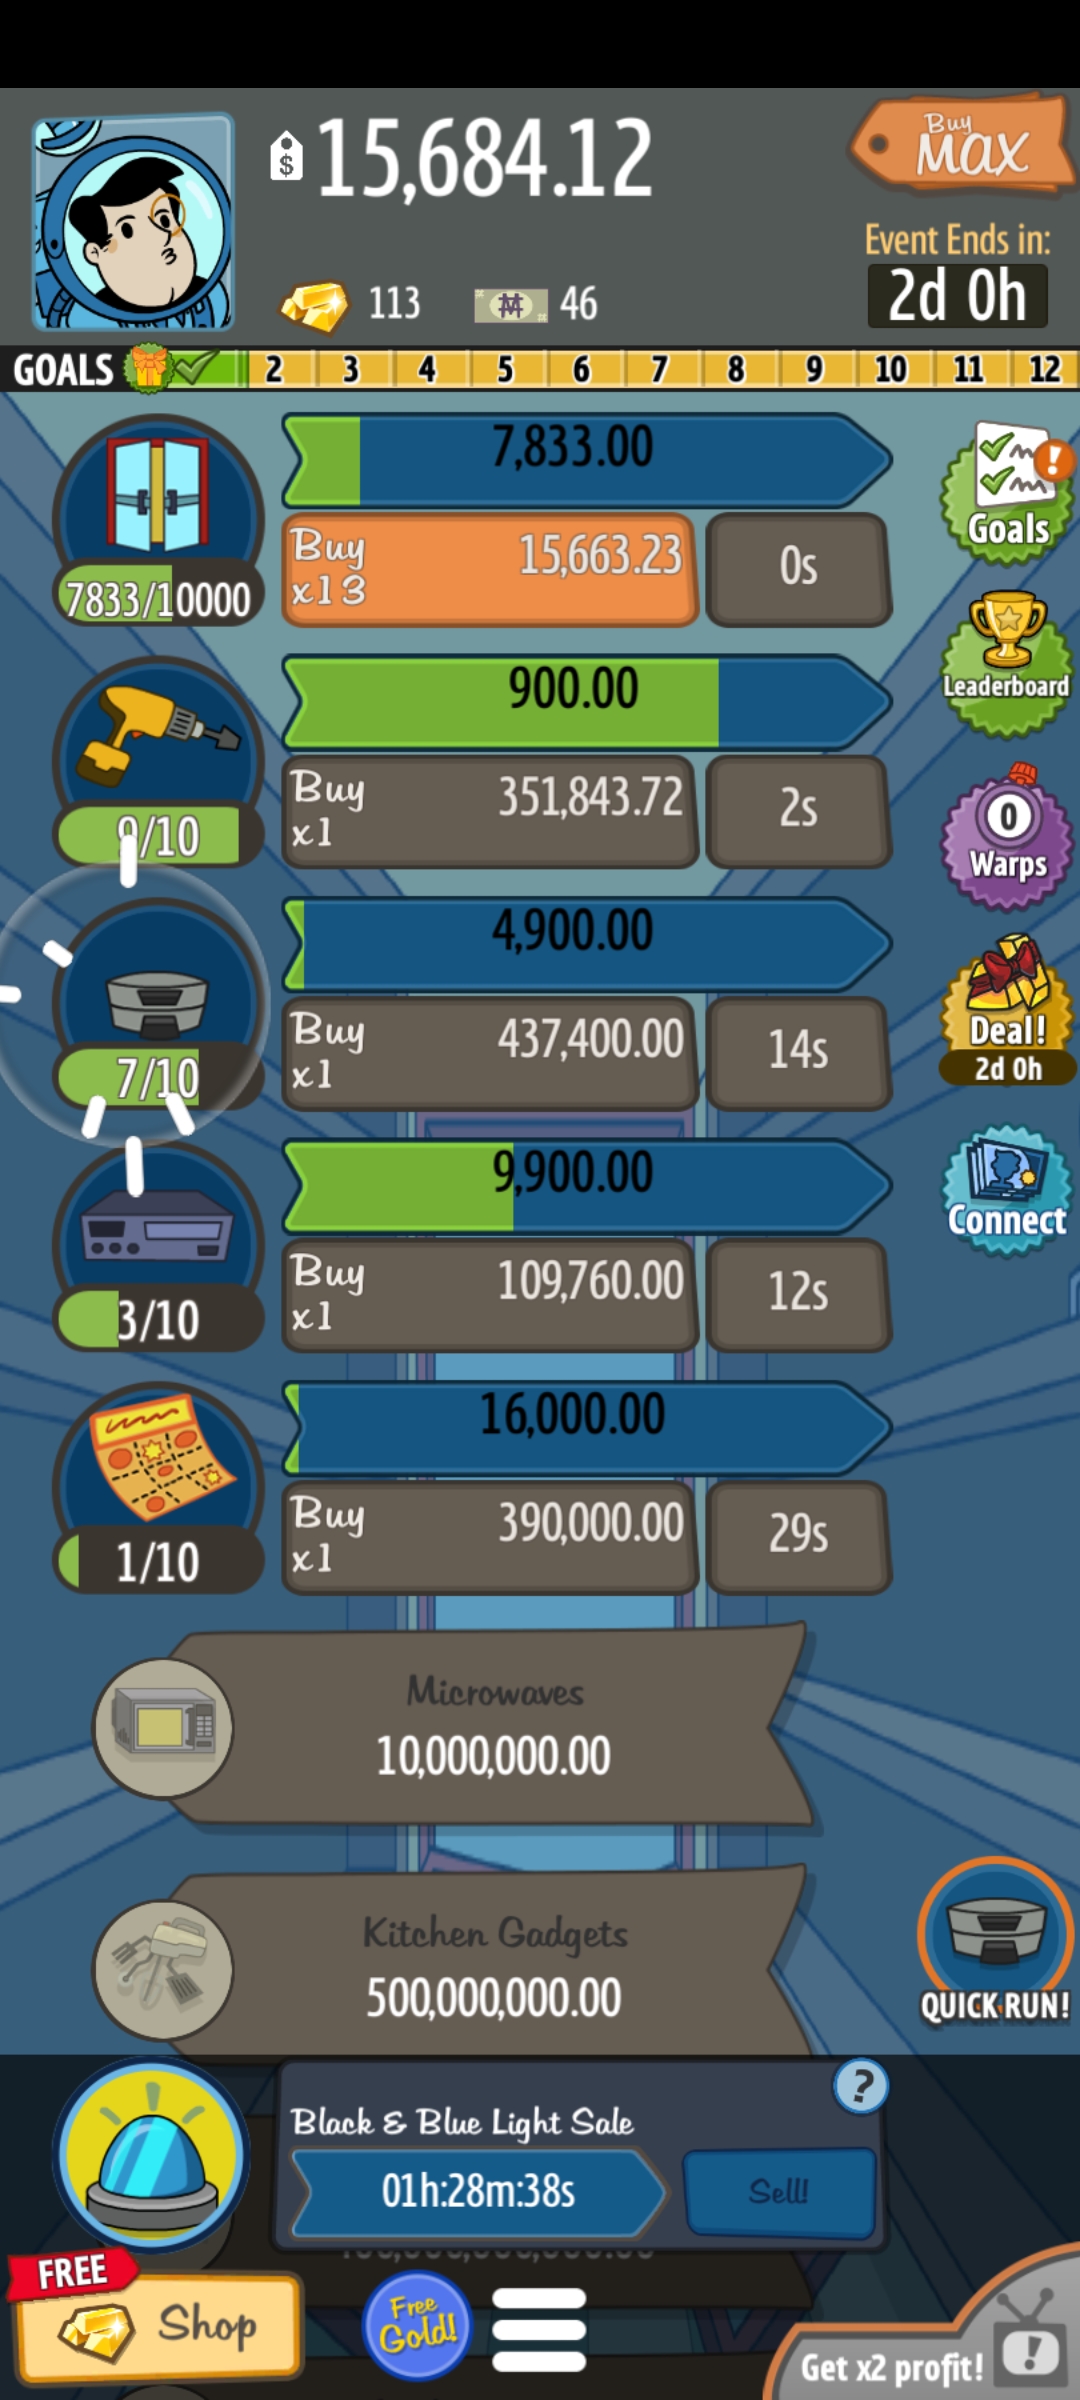 $ 15,684.12
Buy
MAX
Event Ends in:
2d 0h
113
46
GOALS 2 3 4 5 6 7 8 9 10 11 12
7,833.00
Buy
x13
15,663.23
0s
7833/10000
Goals
900.00
Buy
x1
351,843.72
2s
9/10
Leaderboard
4,900.00
Buy
x1
437,400.00
14s
7/10
0
Warps
9,900.00
Buy
x1
109,760.00
12s
3/10
Deal!
2d 0h
16,000.00
Buy
x1
390,000.00
29s
1/10
Connect
Microwaves
10,000,000.00
Kitchen Gadgets
500,000,000.00
QUICK RUN!
Black & Blue Light Sale
?
01h:28m:38s
Sell!
FREE
Shop
Free
Gold!
Get x2 profit!